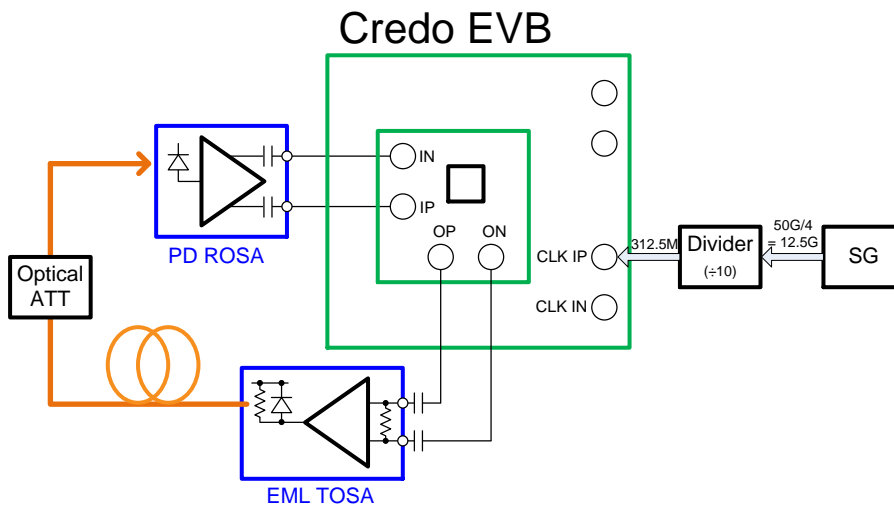 Credo EVB
IN
IP
OP
ON
PD ROSA
Optical
ATT
CLK IP
CLK IN
312.5M
Divider
(÷10)
50G/4
= 12.5G
SG
EML TOSA